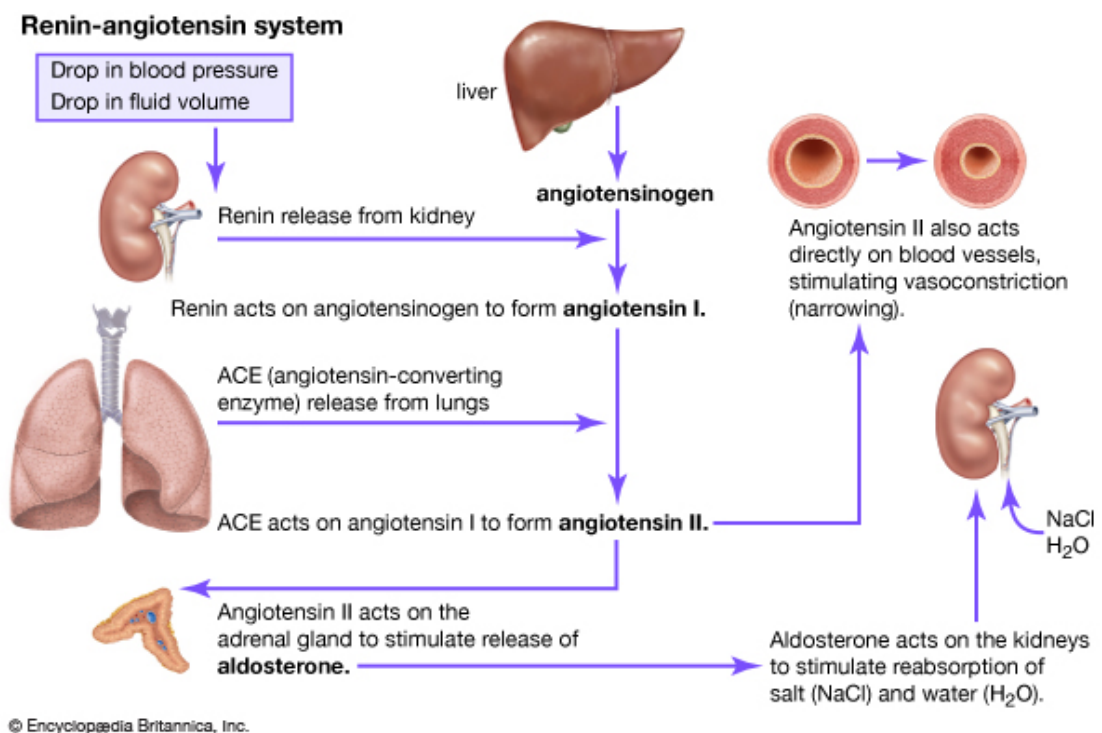 Renin-angiotensin system
Drop in blood pressure
Drop in fluid volume
liver
angiotensinogen
Renin release from kidney
Renin acts on angiotensinogen to form angiotensin I.
Angiotensin II also acts
directly on blood vessels,
stimulating vasoconstriction
(narrowing).
ACE (angiotensin-converting
enzyme) release from lungs
ACE acts on angiotensin I to form angiotensin II.
NaCl
H₂O
Angiotensin II acts on the
adrenal gland to stimulate release of
aldosterone.
Aldosterone acts on the kidneys
to stimulate reabsorption of
salt (NaCl) and water (H₂O).
© Encyclopædia Britannica, Inc.